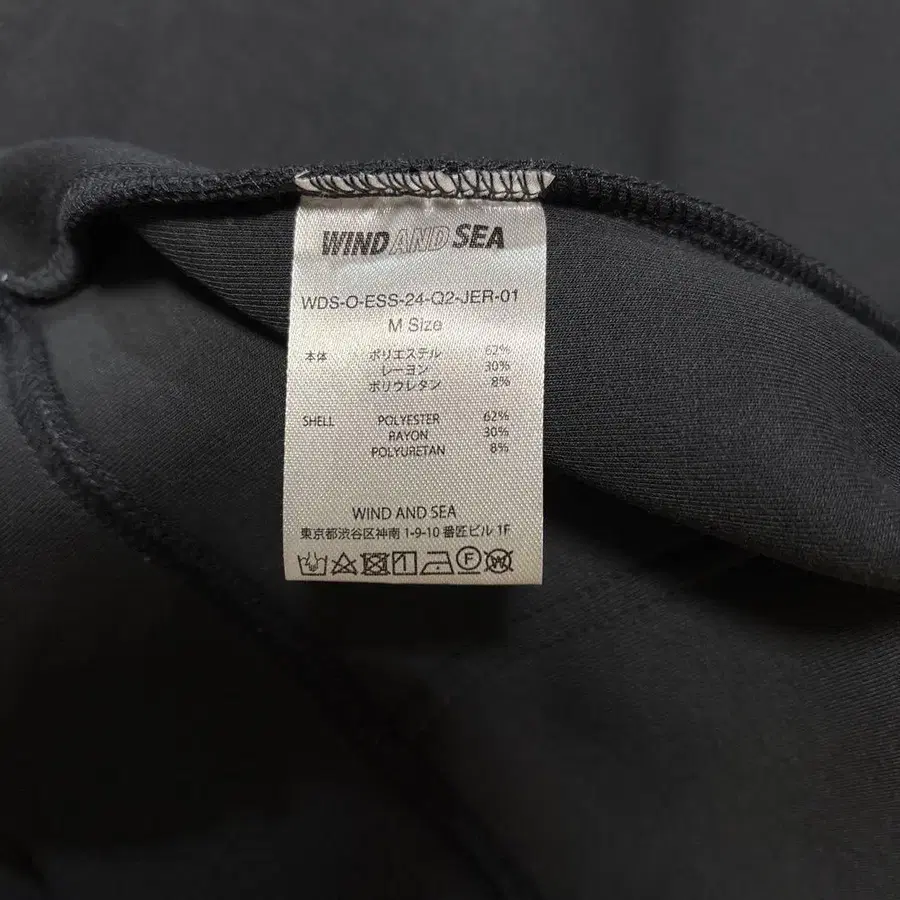 WIND AND SEA
WDS-O-ESS-24-Q2-JER-01
M Size
本体 ポリエステル 62%
レーヨン 30%
ポリウレタン 8%
SHELL POLYESTER 62%
RAYON 30%
POLYURETAN 8%
WIND AND SEA
東京都渋谷区神南 1-9-10 番匠ビル 1F